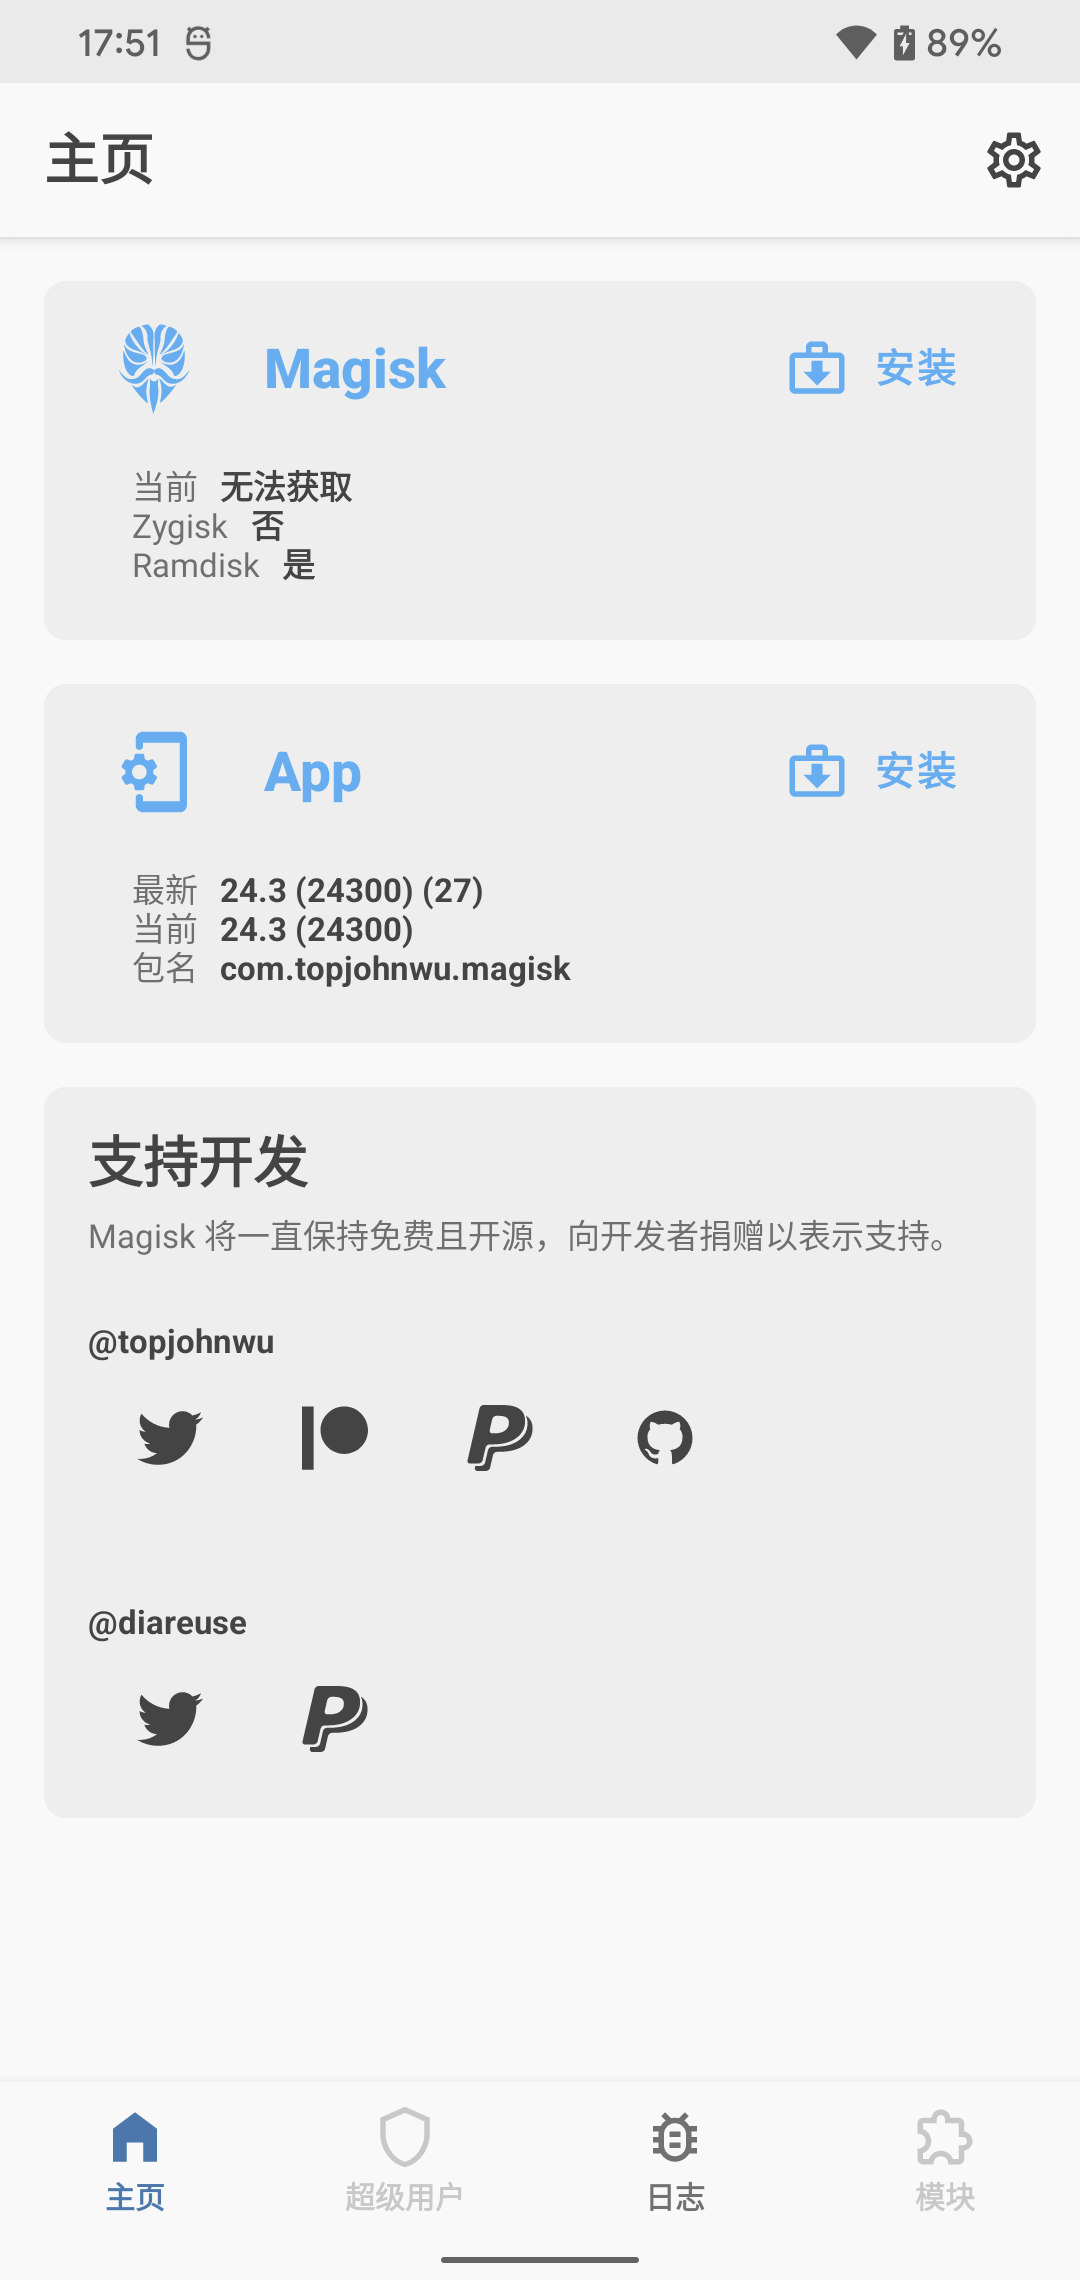 17:51 89%
主页
Magisk 安装
当前 无法获取
Zygisk 否
Ramdisk 是
App 安装
最新 24.3 (24300) (27)
当前 24.3 (24300)
包名 com.topjohnwu.magisk
支持开发
Magisk 将一直保持免费且开源，向开发者捐赠以表示支持。
@topjohnwu
@diareuse
主页 超级用户 日志 模块